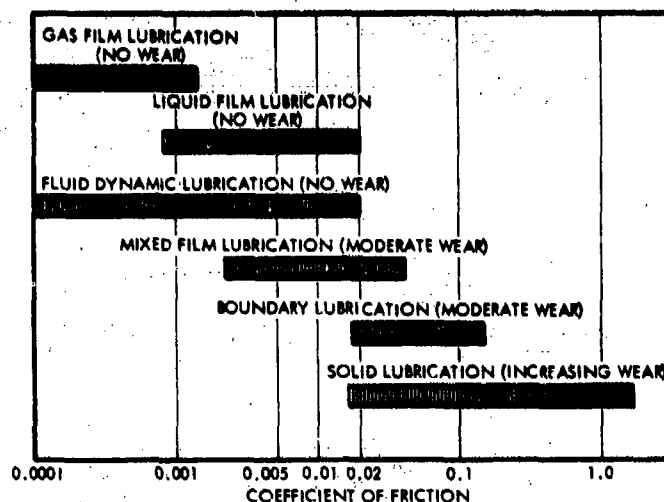 GAS FILM LUBRICATION
(NO WEAR)
LIQUID FILM LUBRICATION
(NO WEAR)
FLUID DYNAMIC LUBRICATION (NO WEAR)
MIXED FILM LUBRICATION (MODERATE WEAR)
BOUNDARY LUBRICATION (MODERATE WEAR)
SOLID LUBRICATION (INCREASING WEAR)
0.0001 0.001 0.005 0.01 0.02 0.1 1.0
COEFFICIENT OF FRICTION